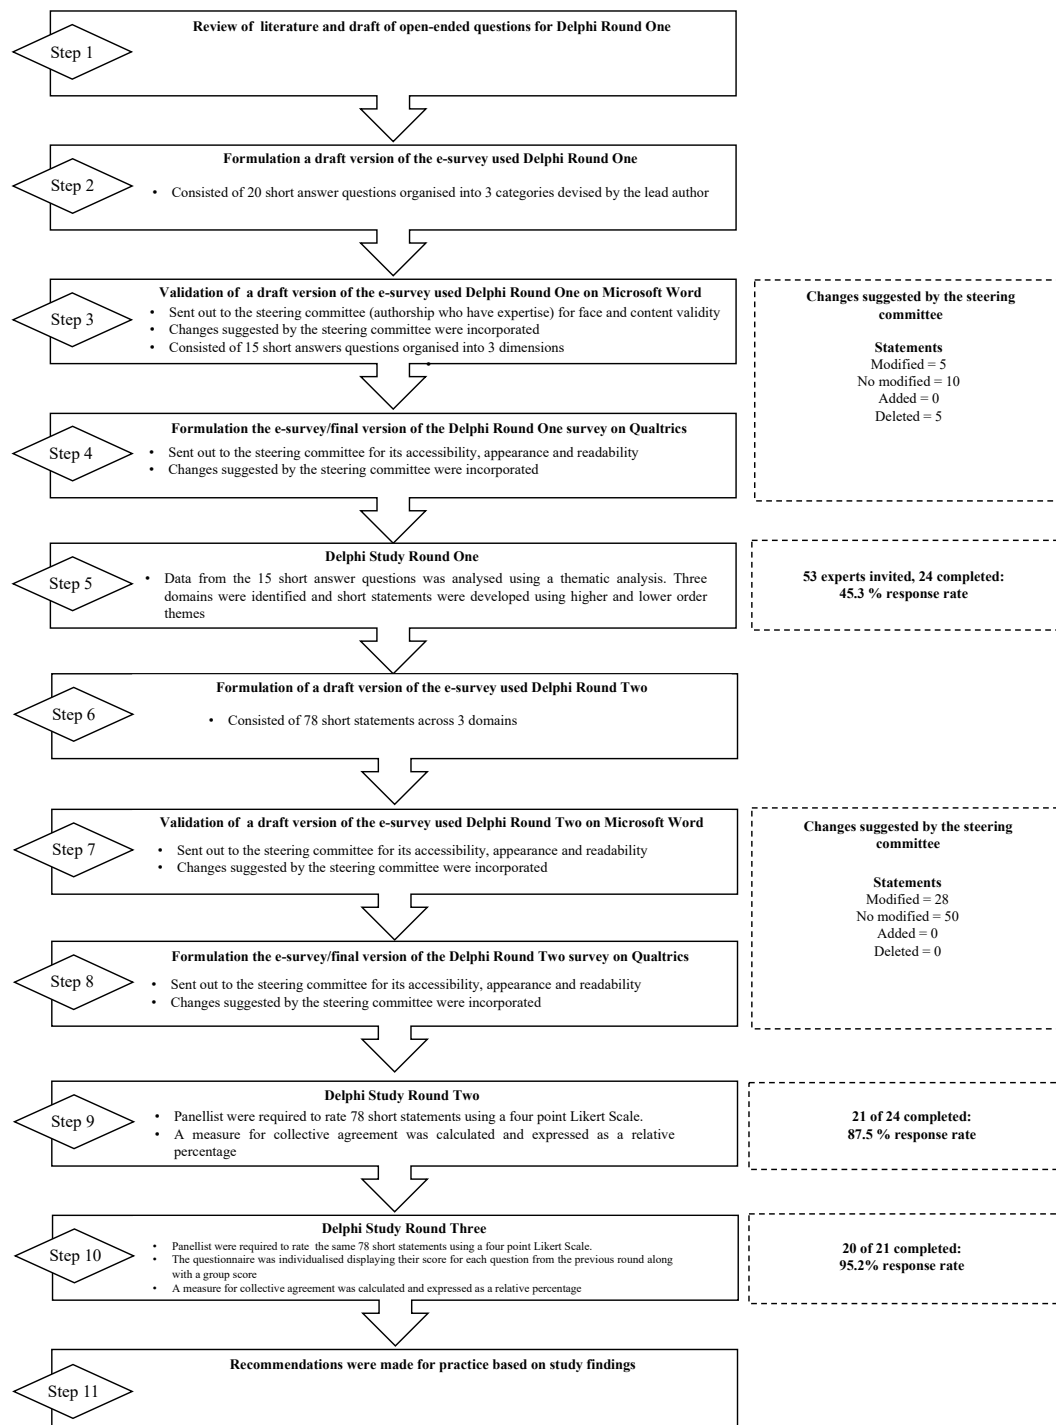 Step 1
Review of literature and draft of open-ended questions for Delphi Round One
Step 2
Formulation a draft version of the e-survey used Delphi Round One
• Consisted of 20 short answer questions organised into 3 categories devised by the lead author
Step 3
Validation of a draft version of the e-survey used Delphi Round One on Microsoft Word
• Sent out to the steering committee (authorship who have expertise) for face and content validity
• Changes suggested by the steering committee were incorporated
• Consisted of 15 short answers questions organised into 3 dimensions
•
Changes suggested by the steering
committee
Statements
Modified = 5
No modified = 10
Added = 0
Deleted = 5
Step 4
Formulation the e-survey/final version of the Delphi Round One survey on Qualtrics
• Sent out to the steering committee for its accessibility, appearance and readability
• Changes suggested by the steering committee were incorporated
Step 5
Delphi Study Round One
• Data from the 15 short answer questions was analysed using a thematic analysis. Three
domains were identified and short statements were developed using higher and lower order
themes
53 experts invited, 24 completed:
45.3 % response rate
Step 6
Formulation of a draft version of the e-survey used Delphi Round Two
• Consisted of 78 short statements across 3 domains
Step 7
Validation of a draft version of the e-survey used Delphi Round Two on Microsoft Word
• Sent out to the steering committee for its accessibility, appearance and readability
• Changes suggested by the steering committee were incorporated
Changes suggested by the steering
committee
Statements
Modified = 28
No modified = 50
Added = 0
Deleted = 0
Step 8
Formulation the e-survey/final version of the Delphi Round Two survey on Qualtrics
• Sent out to the steering committee for its accessibility, appearance and readability
• Changes suggested by the steering committee were incorporated
Step 9
Delphi Study Round Two
• Panellist were required to rate 78 short statements using a four point Likert Scale.
• A measure for collective agreement was calculated and expressed as a relative
percentage
21 of 24 completed:
87.5 % response rate
Step 10
Delphi Study Round Three
• Panellist were required to rate the same 78 short statements using a four point Likert Scale.
• The questionnaire was individualised displaying their score for each question from the previous round along
with a group score
• A measure for collective agreement was calculated and expressed as a relative percentage
20 of 21 completed:
95.2% response rate
Step 11
Recommendations were made for practice based on study findings